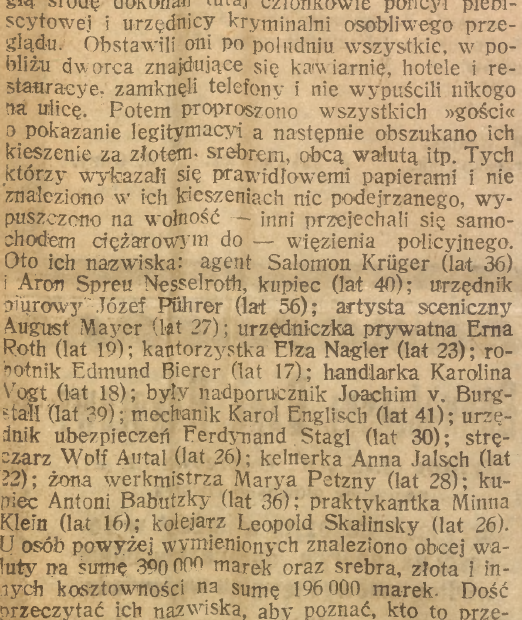 środę dokonali tutaj członkowie policyi plebi-
scytowej i urzędnicy kryminalni osobliwego prze-
glądu. Obstawili oni po południu wszystkie, w po-
bliżu dworca znajdujące się kawiarnię, hotele i re-
stauracye, zamknęli telefony i nie wypuścili nikogo
na ulicę. Potem proproszono wszystkich »gości«
o pokazanie legitymacyi a następnie obszukano ich
kieszenie za złotem. srebrem, obcą walutą itp. Tych
którzy wykazali się prawidłowemi papierami i nie
znaleziono w ich kieszeniach nic podejrzanego, wy-
puszczono na wolność — inni przejechali się samo-
chodem ciężarowym do — więzienia policyjnego.
Oto ich nazwiska: agent Salomon Krüger (lat 36)
i Aron Spreu Nesselroth, kupiec (lat 40); urzędnik
biurowy Józef Pührer (lat 56); artysta sceniczny
August Mayer (lat 27); urzędniczka prywatna Erna
Roth (lat 19); kantorzystka Elza Nagler (lat 23); ro-
botnik Edmund Bierer (lat 17); handlarka Karolina
Vogt (lat 18); były nadporucznik Joachim v. Burg-
stall (lat 39); mechanik Karol Englisch (lat 41); urzę-
dnik ubezpieczeń Ferdynand Stagl (lat 30); strę-
czarz Wolf Autal (lat 26); kelnerka Anna Jalsch (lat
22); żona werkmistrza Marya Petzny (lat 28); ku-
piec Antoni Babutzky (lat 36); praktykantka Minna
Klein (lat 16); kolejarz Leopold Skalinsky (lat 26).
U osób powyżej wymienionych znaleziono obcej wa-
luty na sumę 390 000 marek oraz srebra, złota i in-
nych kosztowności na sumę 196 000 marek. Dość
przeczytać ich nazwiska, aby poznać, kto to prze-